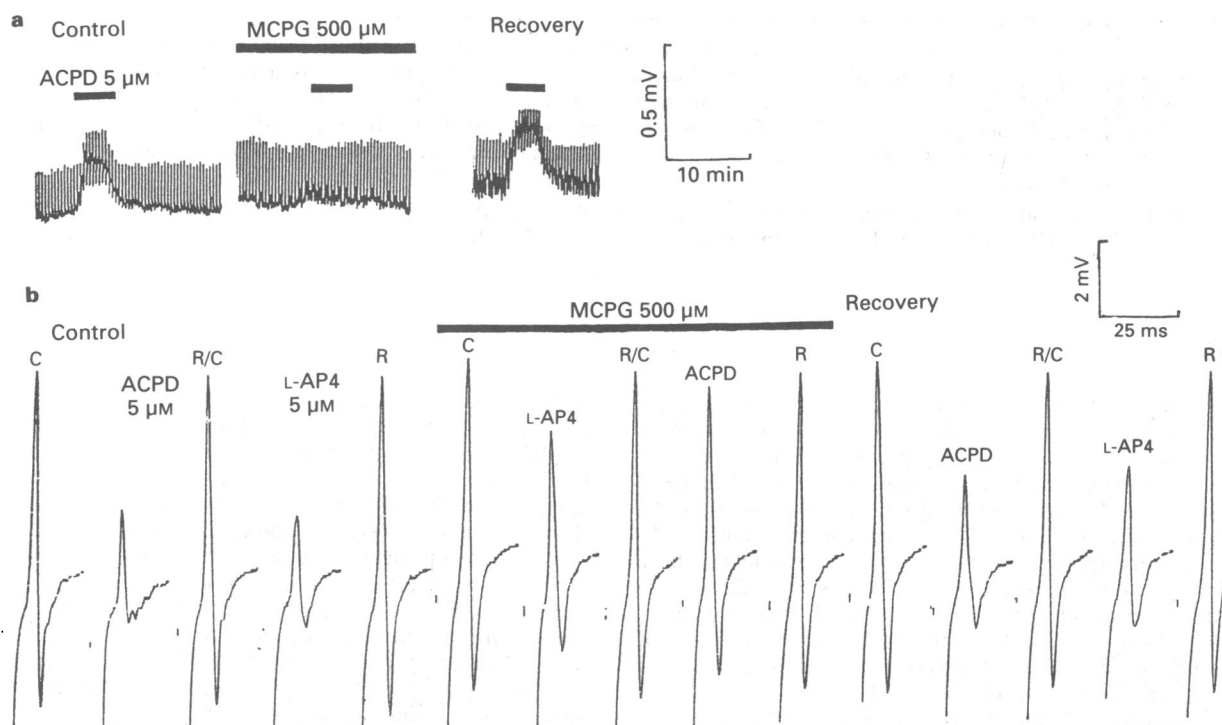 a
Control
MCPG 500 μM
Recovery
ACPD 5 μM
0.5 mV
10 min
2 mV
25 ms
b
Control
MCPG 500 μM
Recovery
C
ACPD
5 μM
R/C
L-AP4
5 μM
R
C
L-AP4
R/C
ACPD
R
C
ACPD
R/C
L-AP4
R